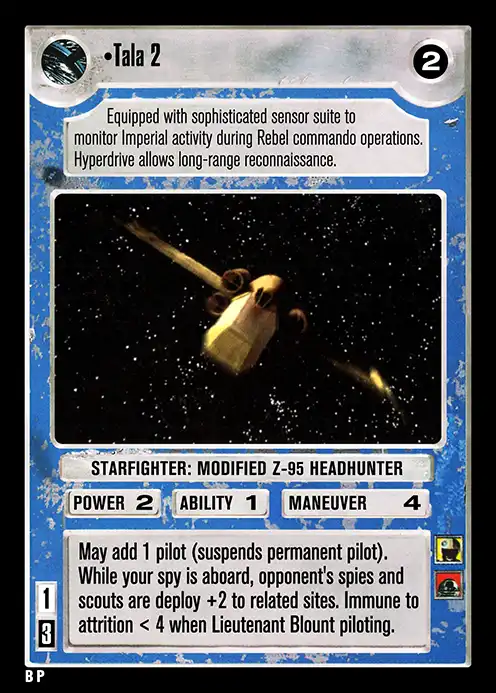 •Tala 2
2
Equipped with sophisticated sensor suite to
monitor Imperial activity during Rebel commando operations.
Hyperdrive allows long-range reconnaissance.
STARFIGHTER: MODIFIED Z-95 HEADHUNTER
POWER 2 ABILITY 1 MANEUVER 4
May add 1 pilot (suspends permanent pilot).
While your spy is aboard, opponent's spies and
scouts are deploy +2 to related sites. Immune to
attrition < 4 when Lieutenant Blount piloting.
1
3
B P